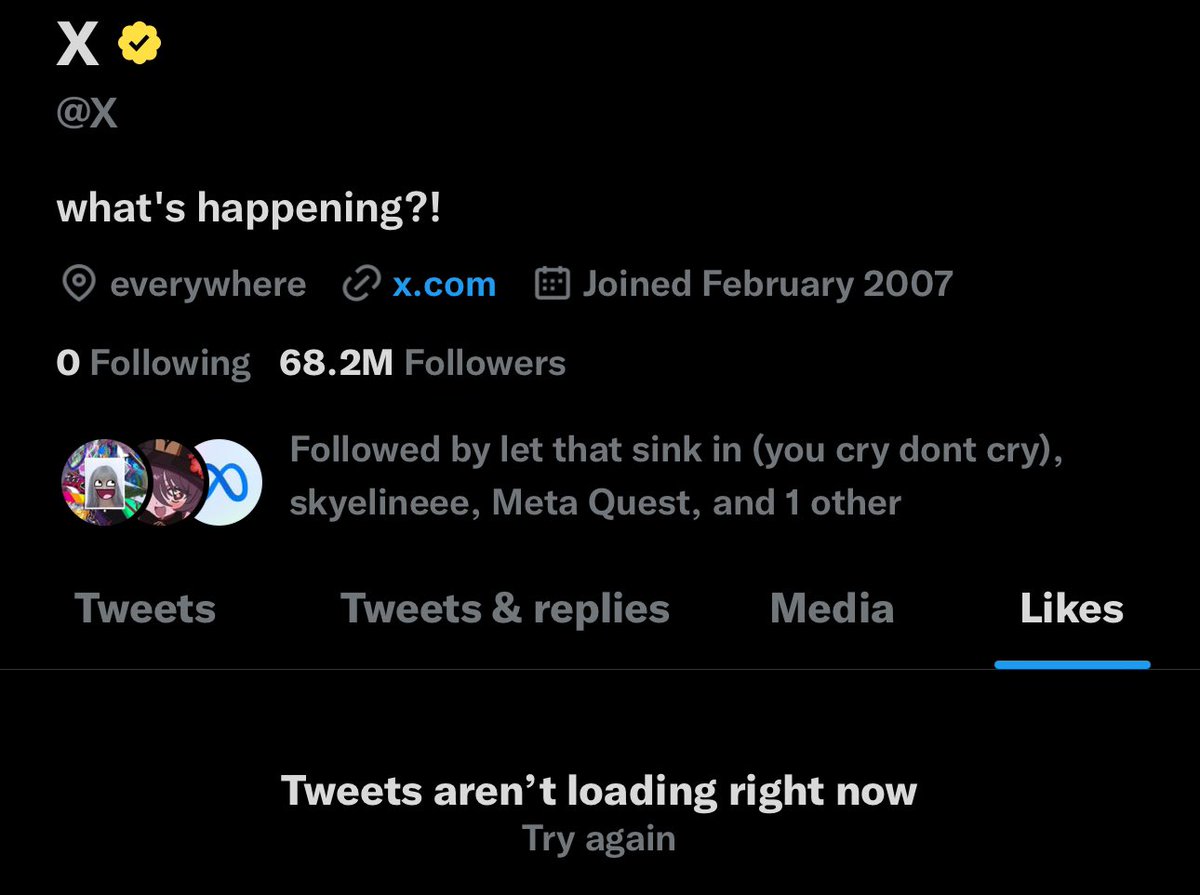 X
@X
what's happening?!
everywhere x.com Joined February 2007
0 Following 68.2M Followers
Followed by let that sink in (you cry dont cry),
skyelineee, Meta Quest, and 1 other
Tweets Tweets & replies Media Likes
Tweets aren’t loading right now
Try again